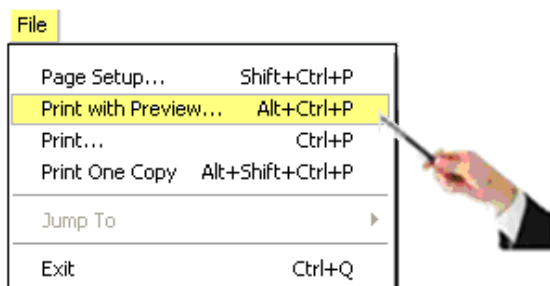 File
Page Setup... Shift+Ctrl+P
Print with Preview... Alt+Ctrl+P
Print... Ctrl+P
Print One Copy Alt+Shift+Ctrl+P
Jump To
Exit Ctrl+Q